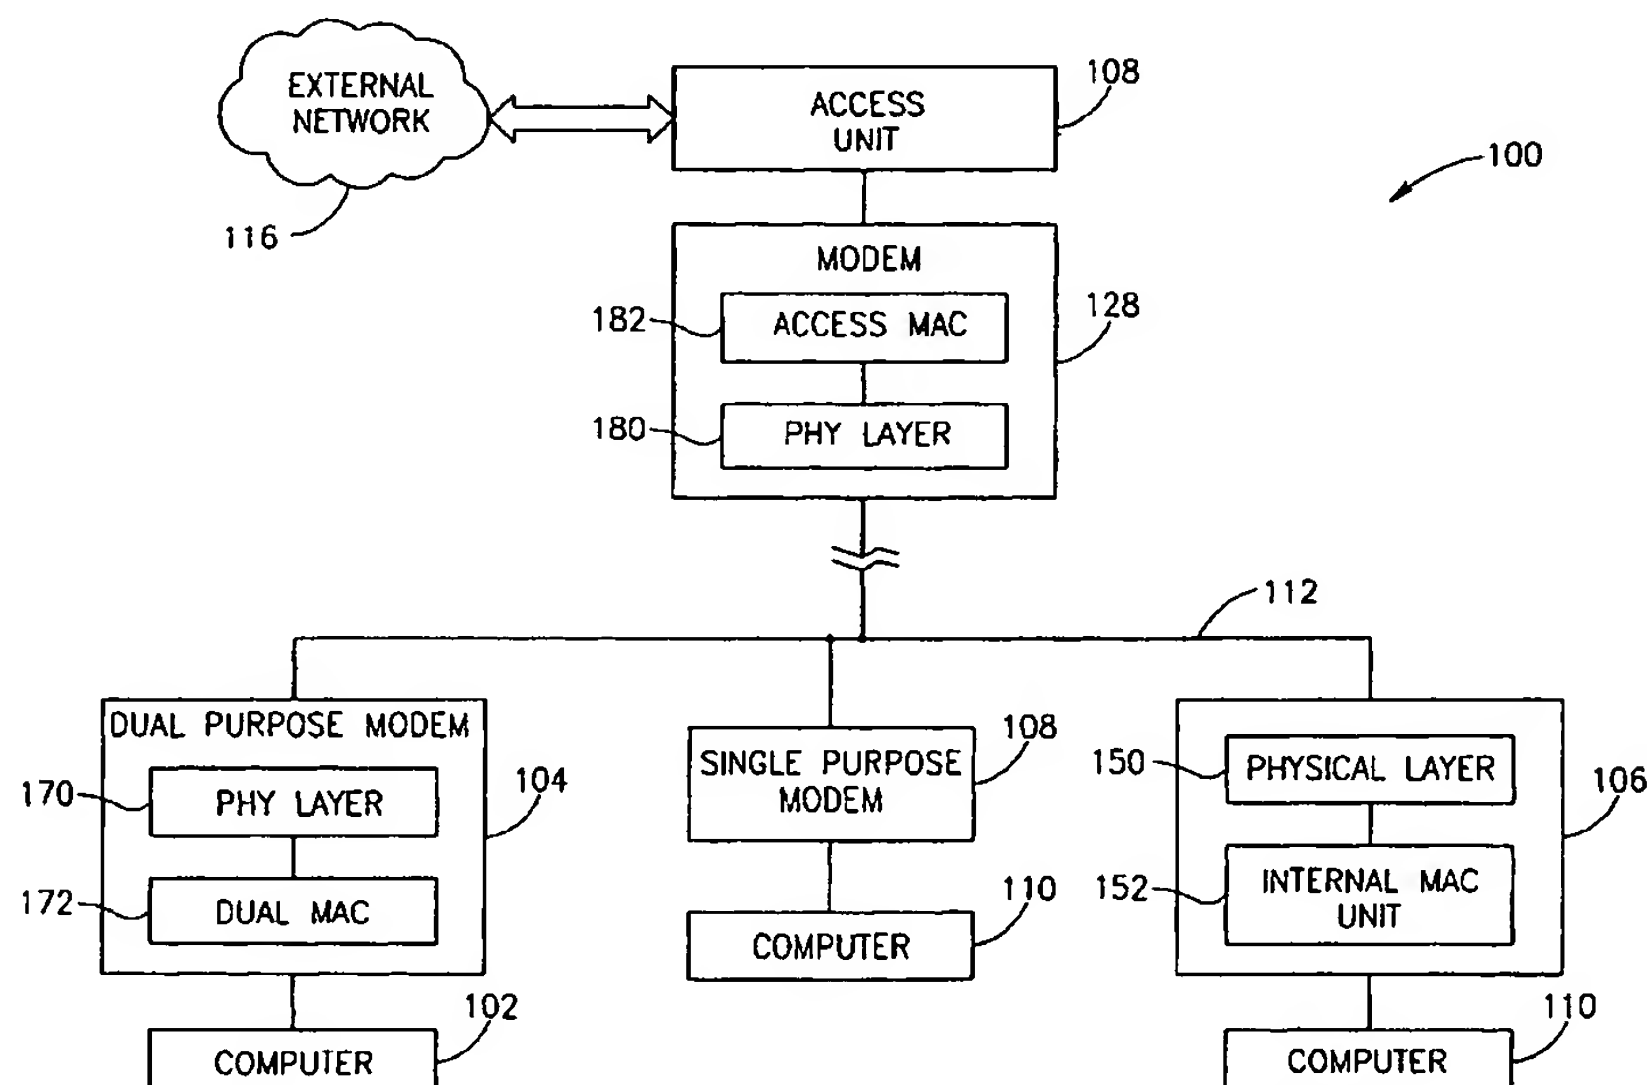 EXTERNAL
NETWORK
116
ACCESS
UNIT
108
100
MODEM
128
182
ACCESS MAC
180
PHY LAYER
112
DUAL PURPOSE MODEM
104
170
PHY LAYER
172
DUAL MAC
102
COMPUTER
SINGLE PURPOSE
MODEM
108
110
COMPUTER
150
PHYSICAL LAYER
106
152
INTERNAL MAC
UNIT
110
COMPUTER